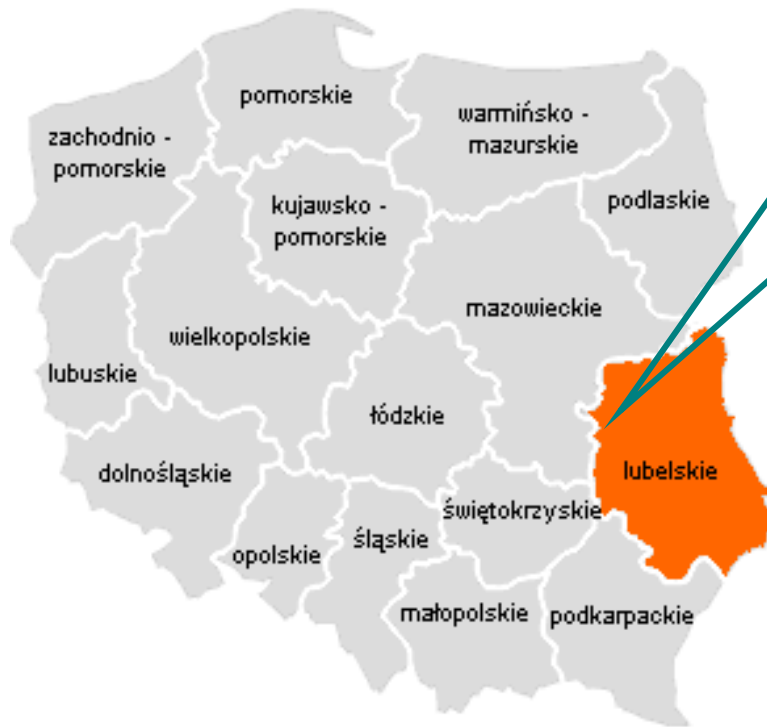 pomorskie
warmińsko -
mazurskie
zachodnio -
pomorskie
podlaskie
kujawsko -
pomorskie
mazowieckie
wielkopolskie
lubuskie
łódzkie
lubelskie
dolnośląskie
świętokrzyskie
śląskie
opolskie
małopolskie
podkarpackie